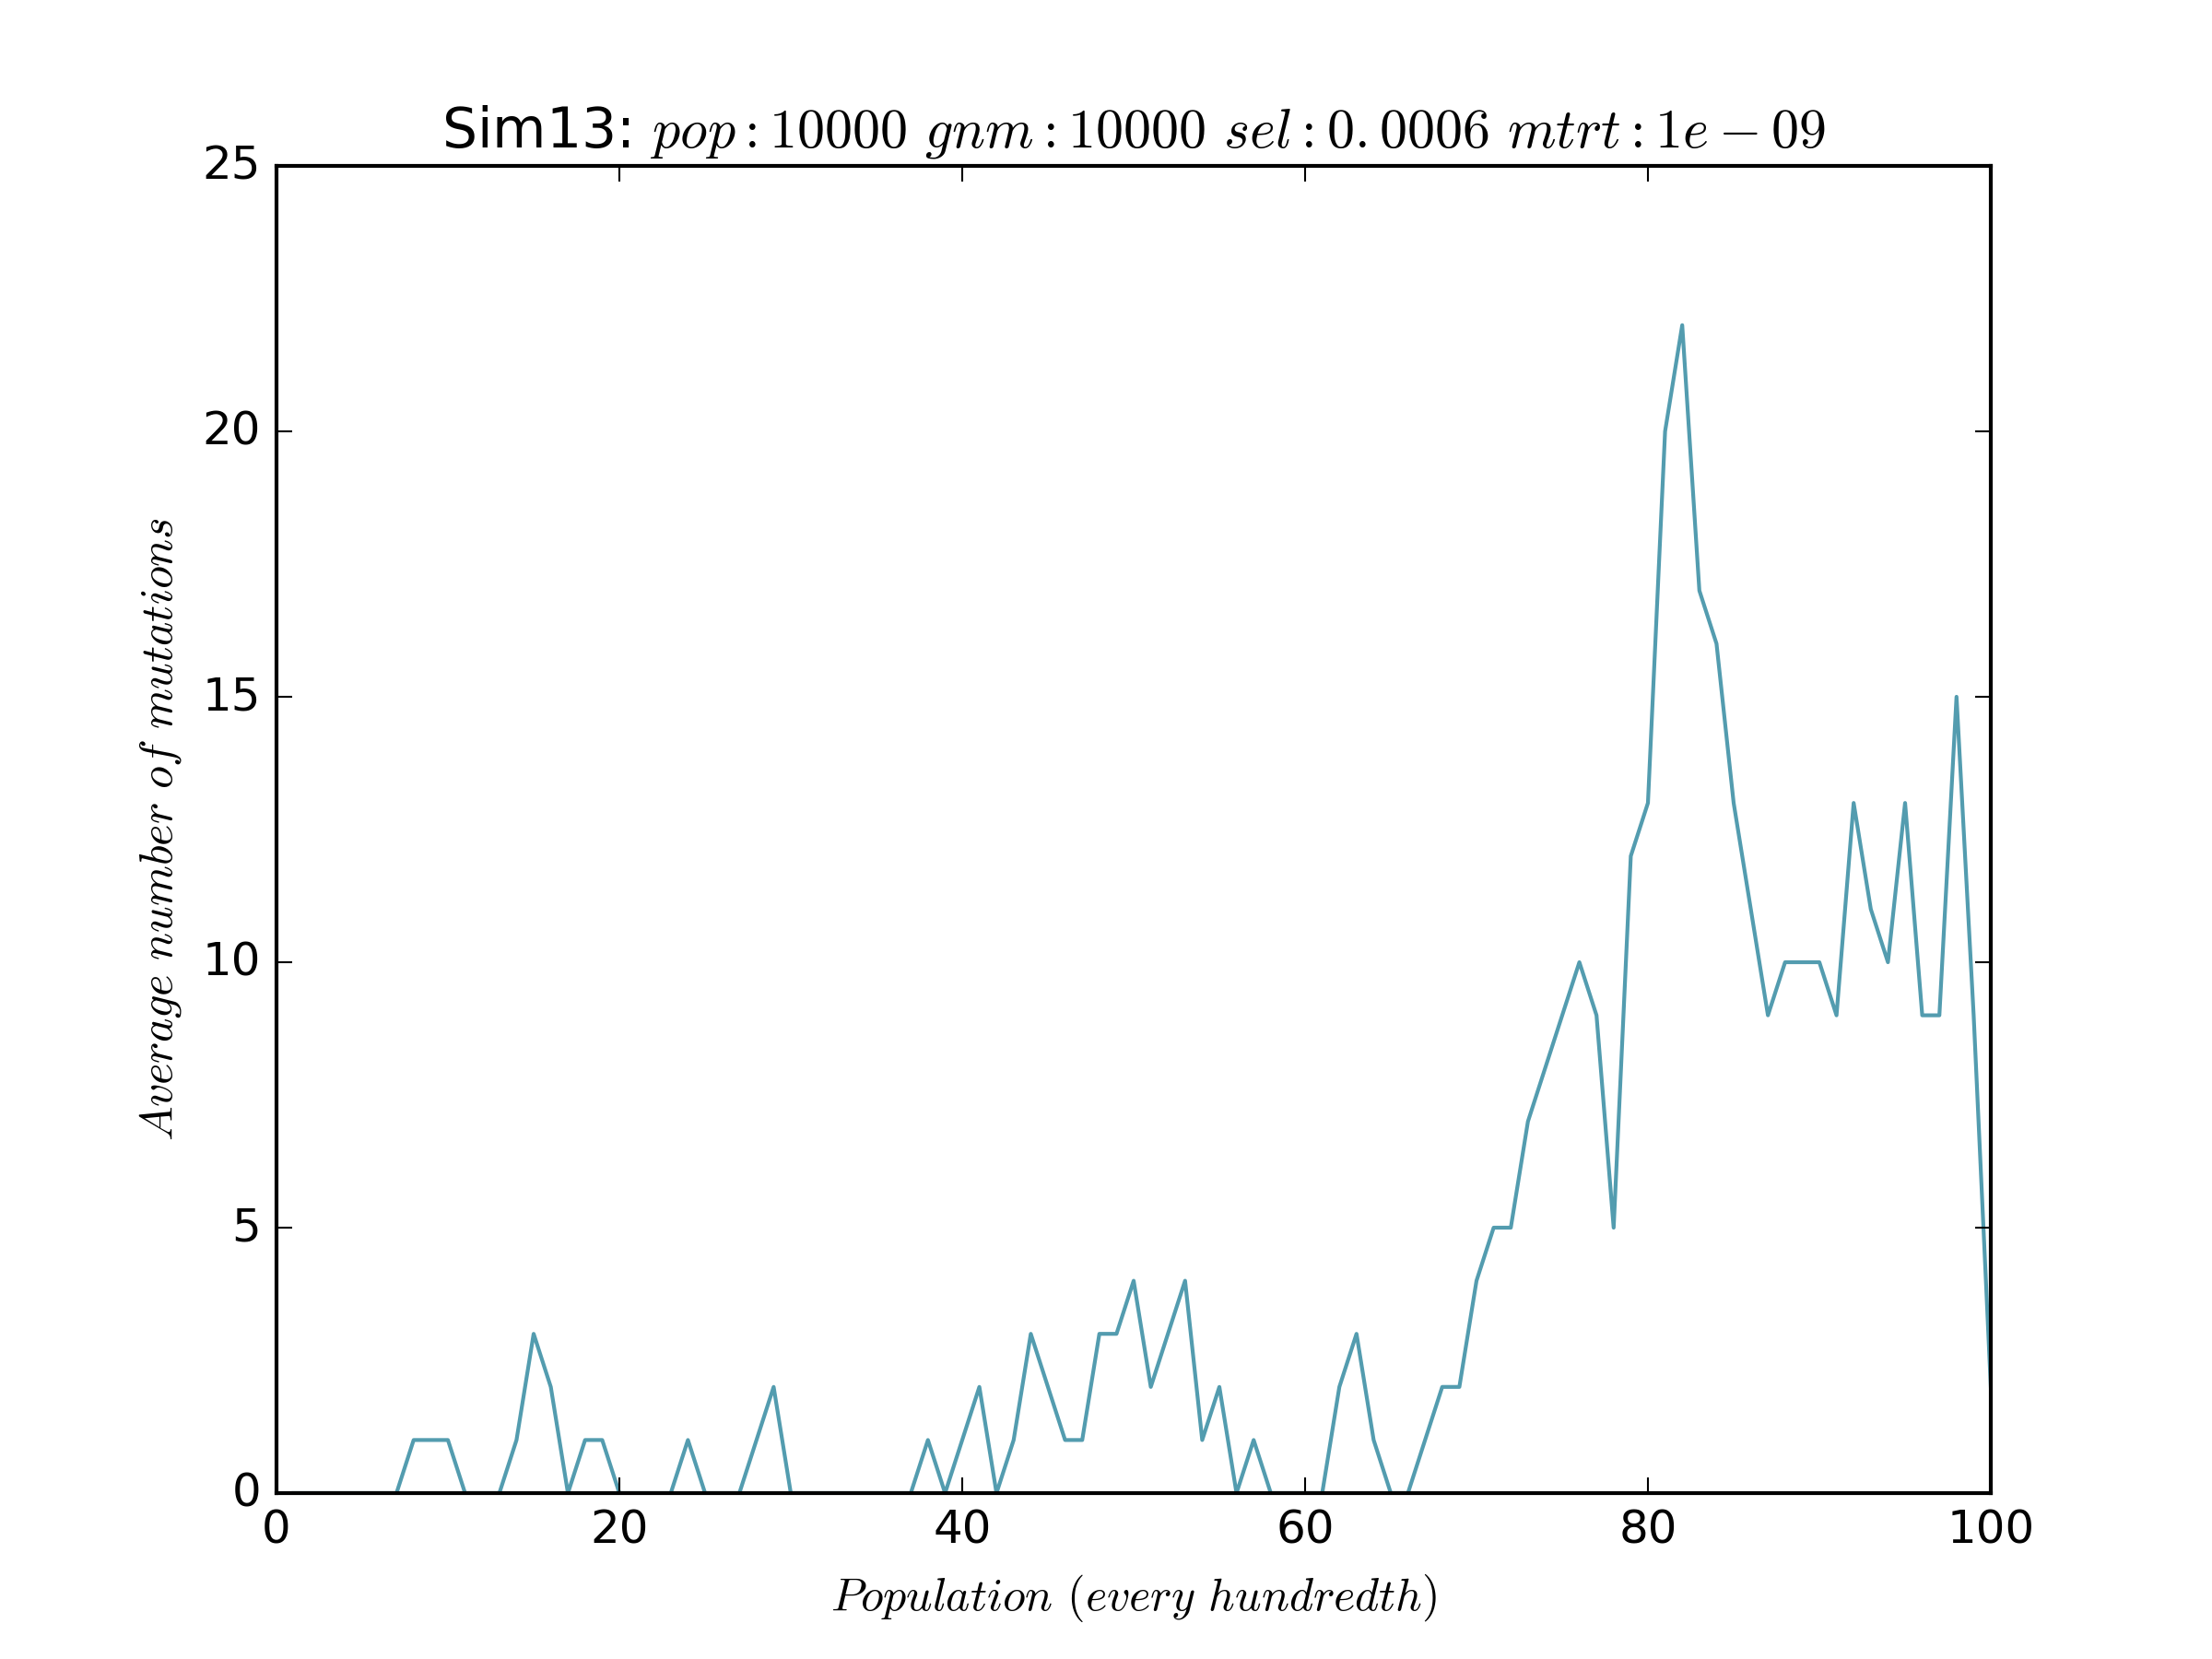 Sim13: pop : 10000 gnm : 10000 sel : 0.0006 mtrt : 1e − 09
25
20
15
10
5
0
Average number of mutations
0 20 40 60 80 100
Population (every hundredth)